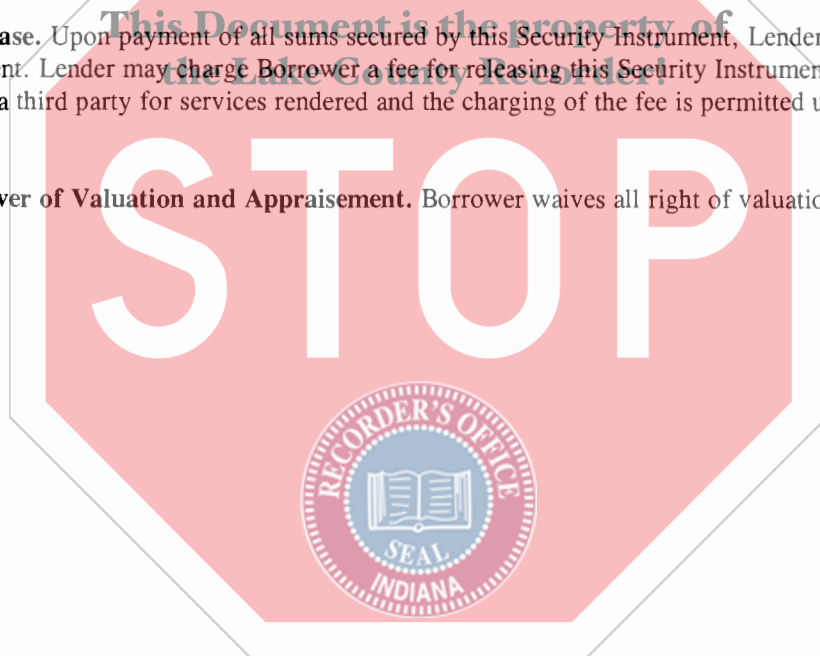 This Document is the property of
ase. Upon payment of all sums secured by this Security Instrument, Lender
the Lake County Recorder!
ent. Lender may charge Borrower a fee for releasing this Security Instrumen
a third party for services rendered and the charging of the fee is permitted u
ver of Valuation and Appraisement. Borrower waives all right of valuatio
STOP
RECORDER'S OFFICE
SEAL
INDIANA